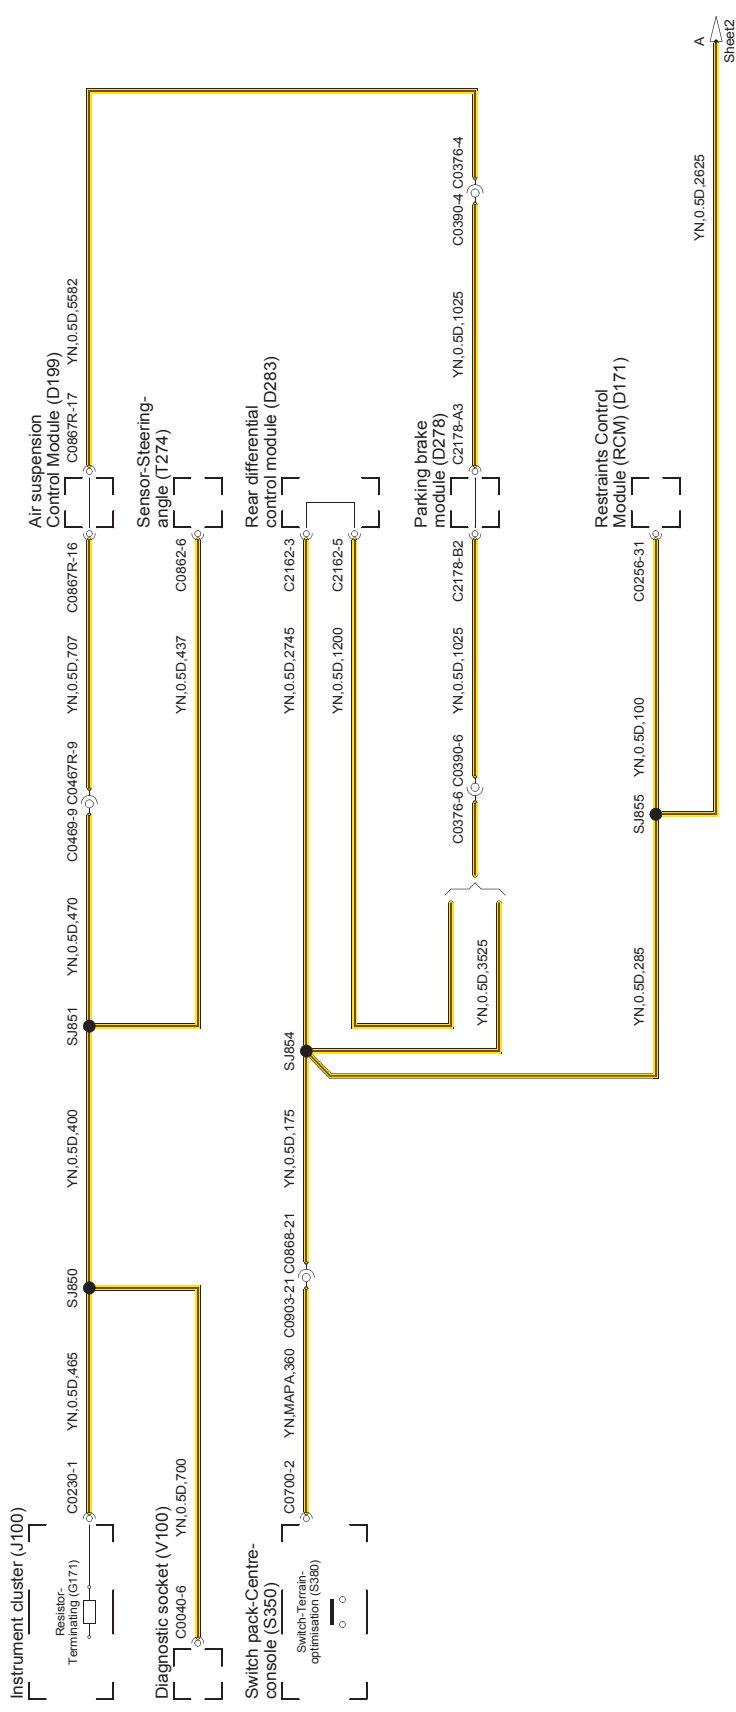 Instrument cluster (J100)
Resistor-
Terminating (G171)
C0230-1
YN,0.5D,465
SJ850
YN,0.5D,400
SJ851
YN,0.5D,470
C0469-9
C0467R-9
YN,0.5D,707
C0867R-16
Air suspension
Control Module (D199)
C0867R-17
YN,0.5D,5582
Diagnostic socket (V100)
C0040-6
YN,0.5D,700
YN,0.5D,437
C0862-6
Sensor-Steering-
angle (T274)
Switch pack-Centre-
console (S350)
Switch-Terrain-
optimisation (S380)
C0700-2
YN,MAPA,360
C0903-21
C0868-21
YN,0.5D,175
SJ854
YN,0.5D,2745
C2162-3
Rear differential
control module (D283)
YN,0.5D,1200
C2162-5
YN,0.5D,3525
C0376-6
C0390-6
YN,0.5D,1025
C2178-B2
Parking brake
module (D278)
C2178-A3
YN,0.5D,1025
C0390-4
C0376-4
YN,0.5D,285
SJ855
YN,0.5D,100
C0256-31
Restraints Control
Module (RCM) (D171)
YN,0.5D,2625
A
Sheet2